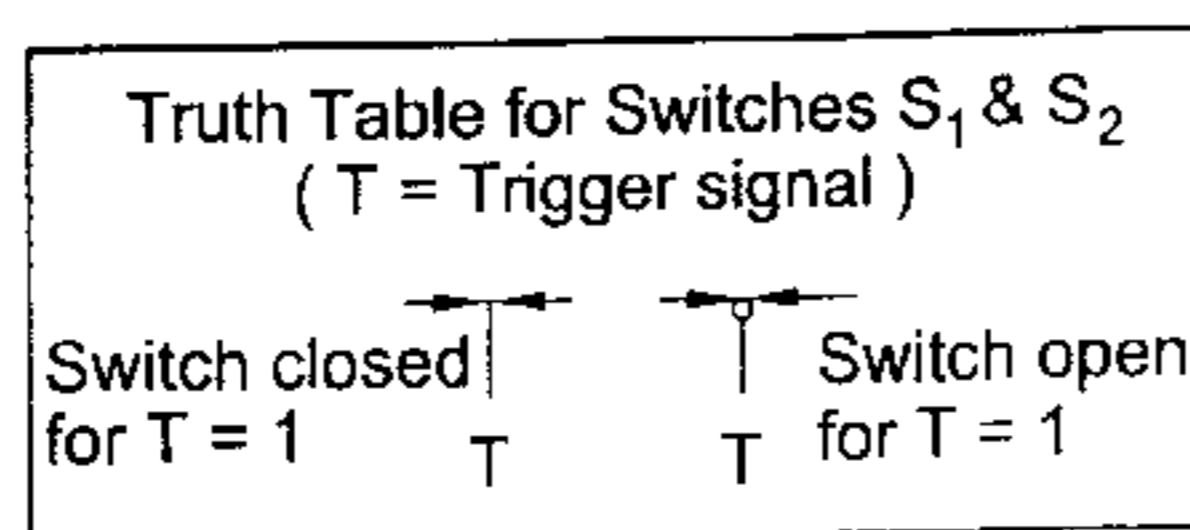 Truth Table for Switches S₁ & S₂
( T = Trigger signal )
Switch closed
for T = 1
T
T
Switch open
for T = 1